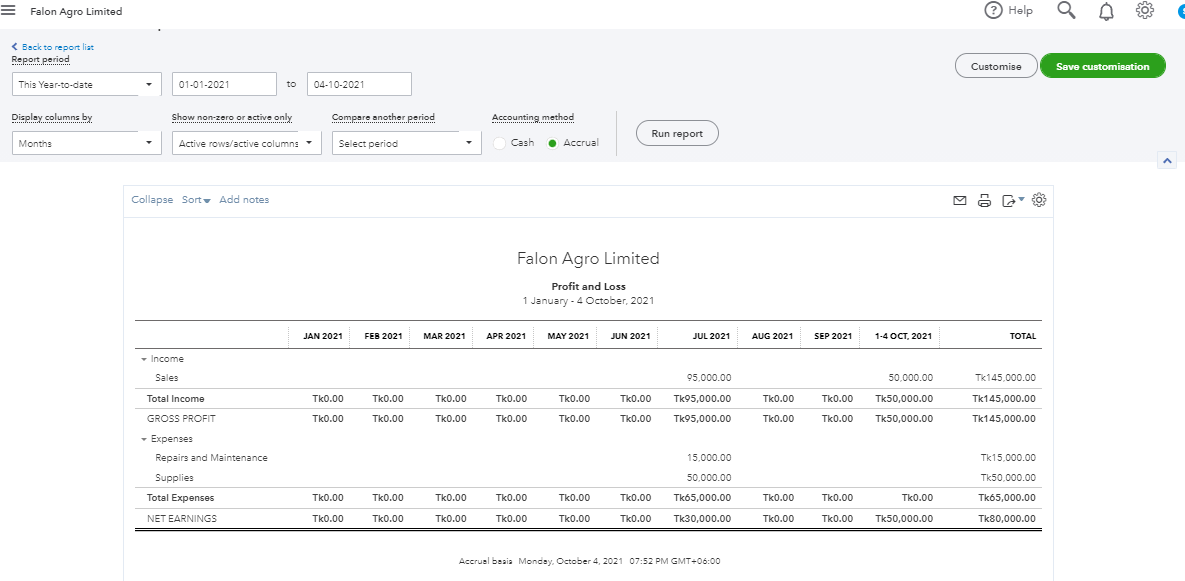 Falon Agro Limited
Help
Back to report list
Report period
This Year-to-date 01-01-2021 to 04-10-2021
Customise Save customisation
Display columns by Show non-zero or active only Compare another period Accounting method
Months Active rows/active columns Select period Cash Accrual Run report
Collapse Sort Add notes
Falon Agro Limited
Profit and Loss
1 January - 4 October, 2021
JAN 2021 FEB 2021 MAR 2021 APR 2021 MAY 2021 JUN 2021 JUL 2021 AUG 2021 SEP 2021 1-4 OCT, 2021 TOTAL
Income
Sales 95,000.00 50,000.00 Tk145,000.00
Total Income Tk0.00 Tk0.00 Tk0.00 Tk0.00 Tk0.00 Tk0.00 Tk95,000.00 Tk0.00 Tk0.00 Tk50,000.00 Tk145,000.00
GROSS PROFIT Tk0.00 Tk0.00 Tk0.00 Tk0.00 Tk0.00 Tk0.00 Tk95,000.00 Tk0.00 Tk0.00 Tk50,000.00 Tk145,000.00
Expenses
Repairs and Maintenance 15,000.00 Tk15,000.00
Supplies 50,000.00 Tk50,000.00
Total Expenses Tk0.00 Tk0.00 Tk0.00 Tk0.00 Tk0.00 Tk0.00 Tk65,000.00 Tk0.00 Tk0.00 Tk0.00 Tk65,000.00
NET EARNINGS Tk0.00 Tk0.00 Tk0.00 Tk0.00 Tk0.00 Tk0.00 Tk30,000.00 Tk0.00 Tk0.00 Tk50,000.00 Tk80,000.00
Accrual basis Monday, October 4, 2021 07:52 PM GMT+06:00